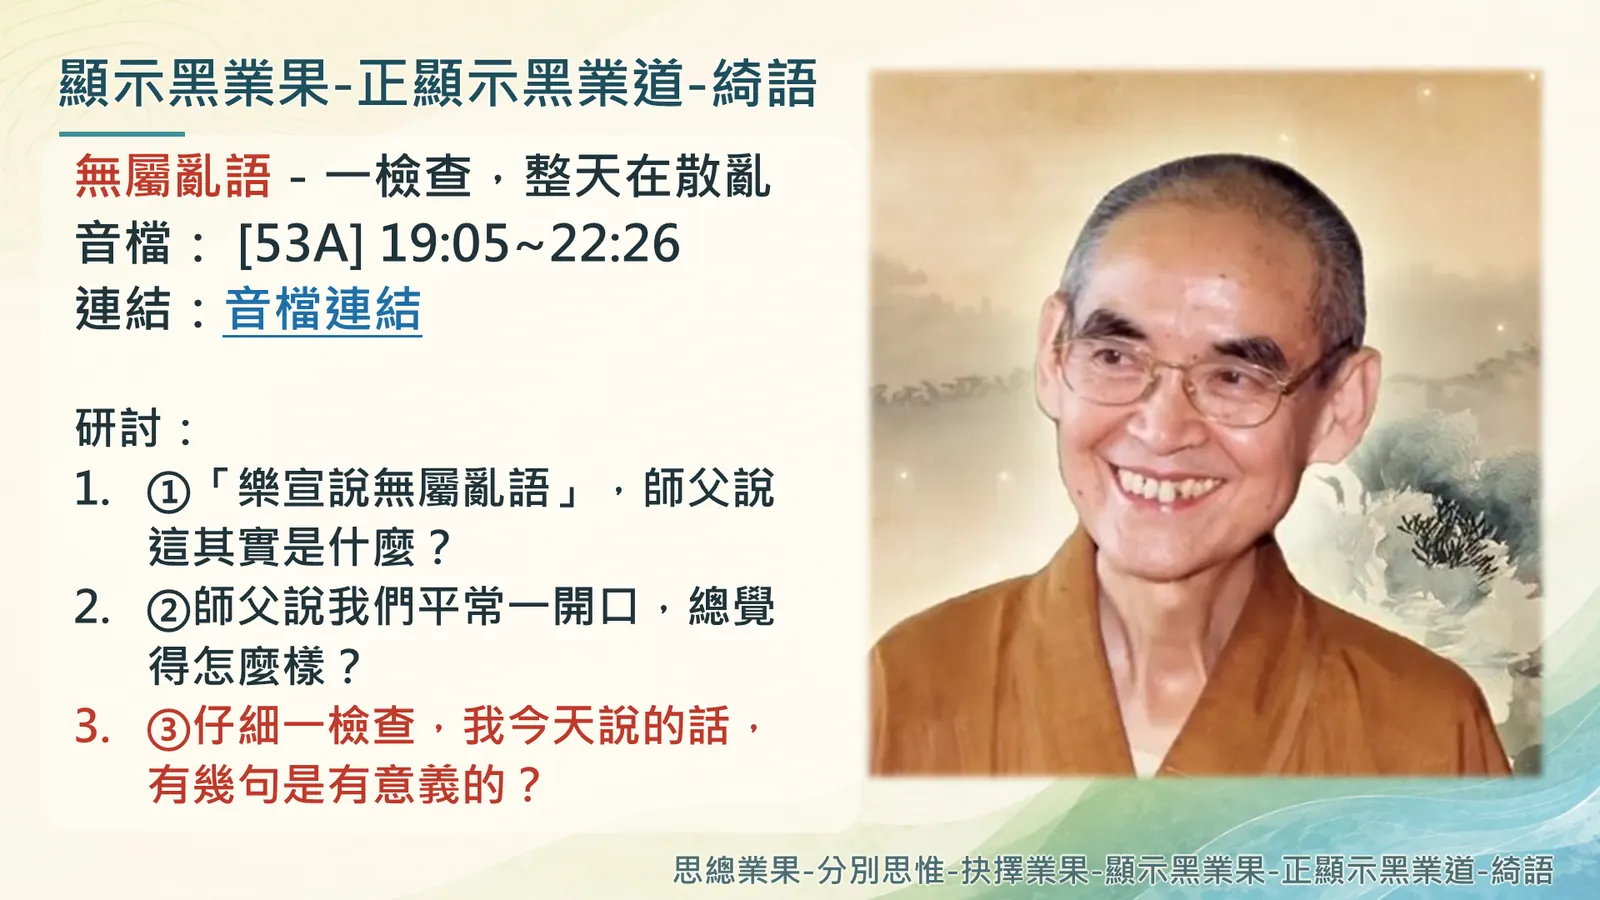 顯示黑業果-正顯示黑業道-綺語
無屬亂語 - 一檢查，整天在散亂
音檔： [53A] 19:05~22:26
連結：音檔連結
研討：
1. ①「樂宣說無屬亂語」，師父說
這其實是什麼？
2. ②師父說我們平常一開口，總覺
得怎麼樣？
3. ③仔細一檢查，我今天說的話，
有幾句是有意義的？
思總業果-分別思惟-抉擇業果-顯示黑業果-正顯示黑業道-綺語